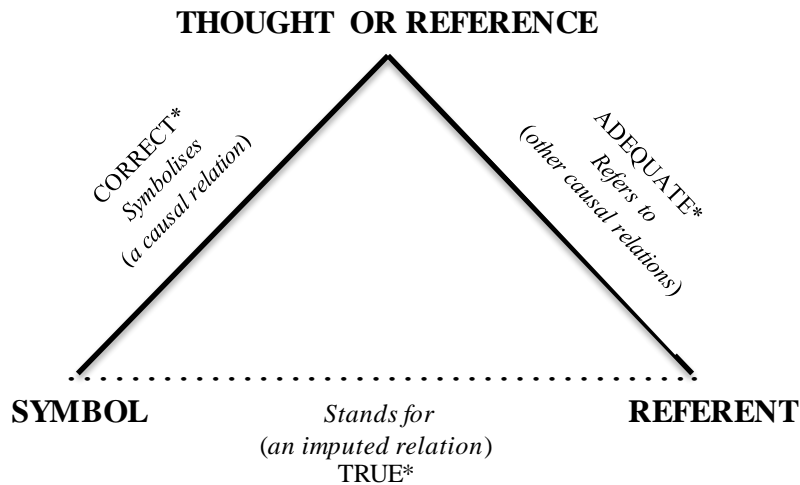 THOUGHT OR REFERENCE
CORRECT*
Symbolises
(a causal relation)
ADEQUATE*
Refers to
(other causal relations)
SYMBOL
Stands for
(an imputed relation)
TRUE*
REFERENT